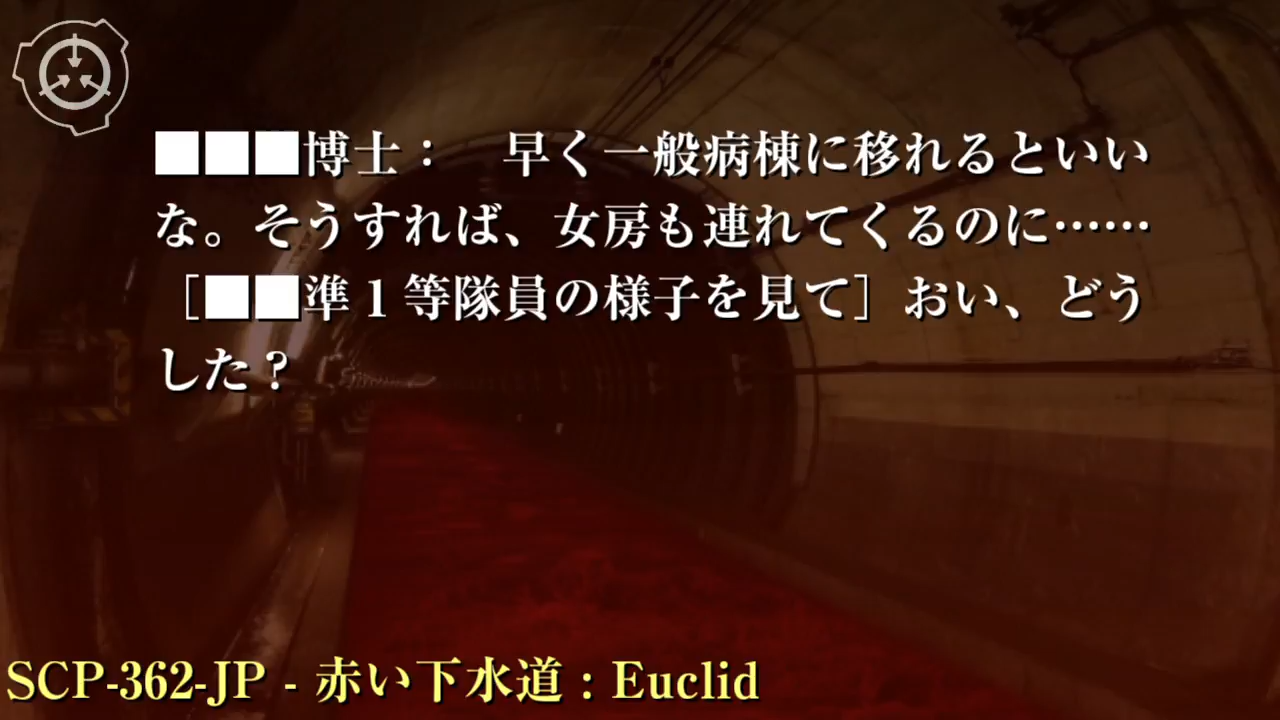 ■■■博士：　早く一般病棟に移れるといい
な。そうすれば、女房も連れてくるのに……
［■■準１等隊員の様子を見て］おい、どう
した？
SCP-362-JP - 赤い下水道 : Euclid